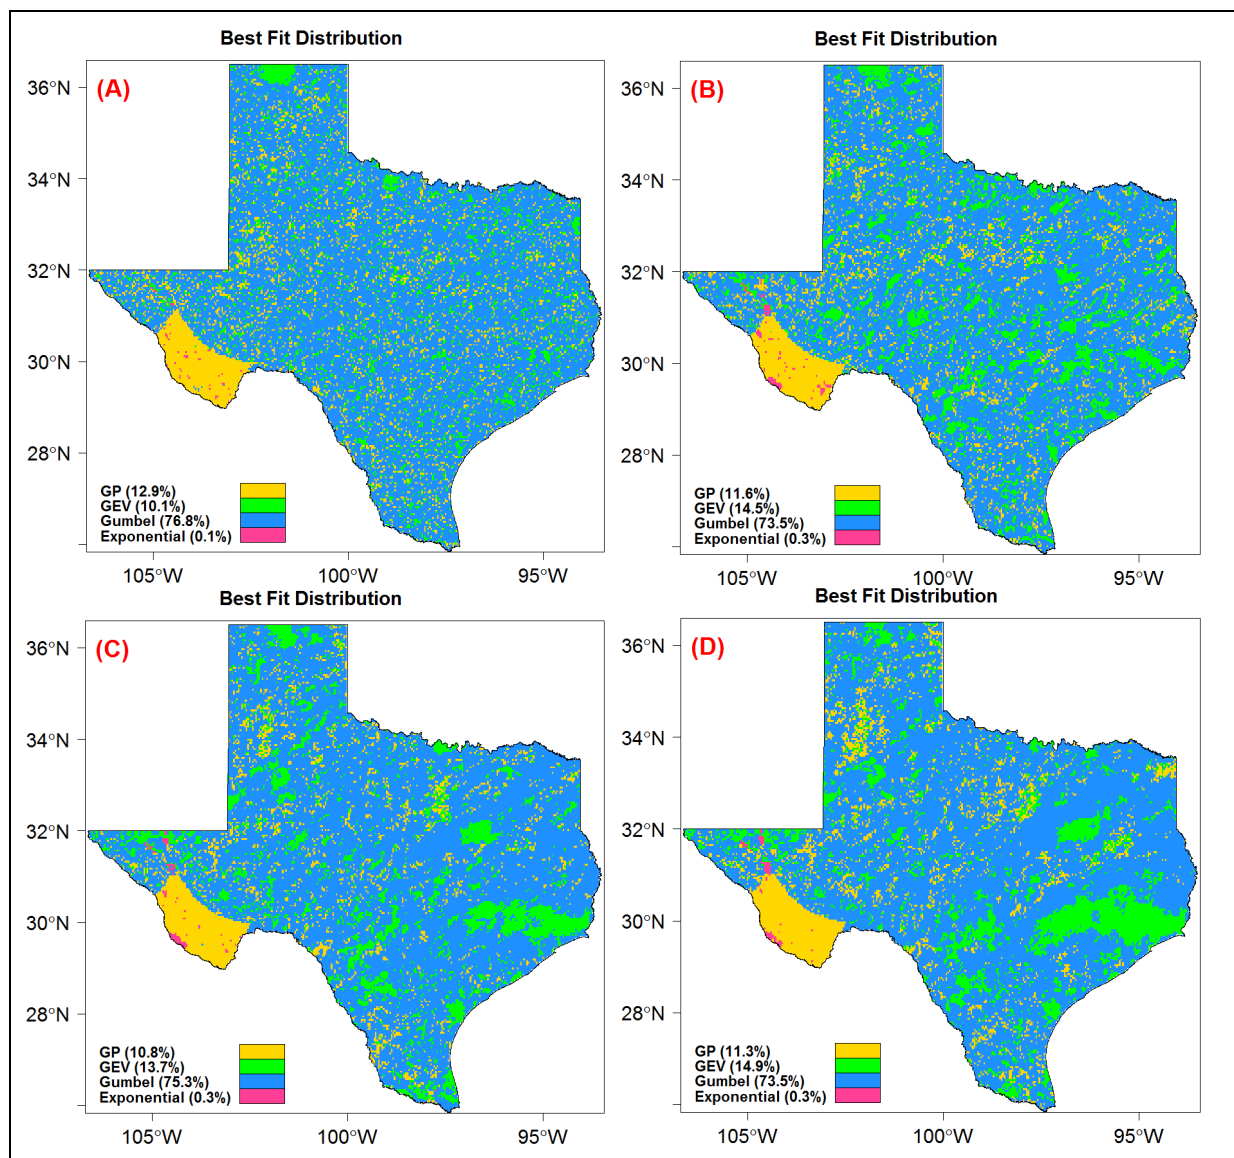 Best Fit Distribution
(A)
36°N
34°N
32°N
30°N
28°N
GP (12.9%)
GEV (10.1%)
Gumbel (76.8%)
Exponential (0.1%)
105°W 100°W 95°W
Best Fit Distribution
(B)
36°N
34°N
32°N
30°N
28°N
GP (11.6%)
GEV (14.5%)
Gumbel (73.5%)
Exponential (0.3%)
105°W 100°W 95°W
Best Fit Distribution
(C)
36°N
34°N
32°N
30°N
28°N
GP (10.8%)
GEV (13.7%)
Gumbel (75.3%)
Exponential (0.3%)
105°W 100°W 95°W
Best Fit Distribution
(D)
36°N
34°N
32°N
30°N
28°N
GP (11.3%)
GEV (14.9%)
Gumbel (73.5%)
Exponential (0.3%)
105°W 100°W 95°W